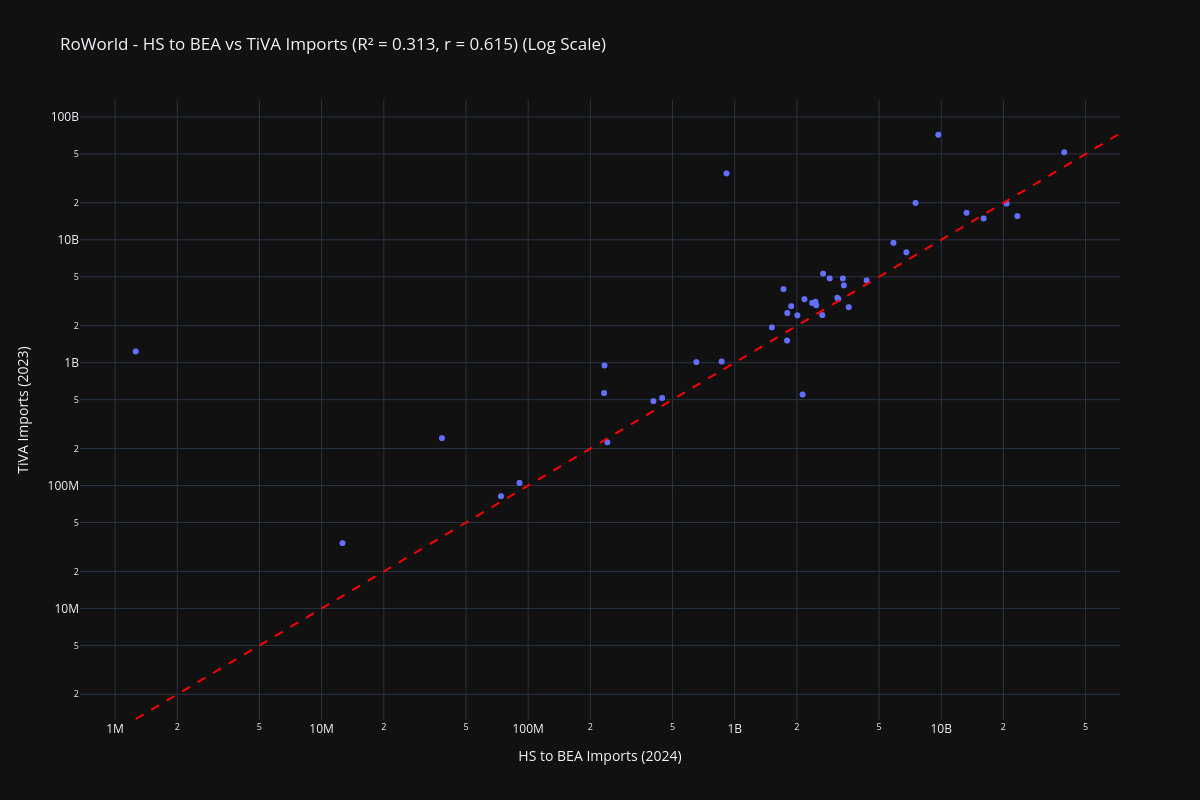 RoWorld - HS to BEA vs TiVA Imports (R² = 0.313, r = 0.615) (Log Scale)
100B
5
2
10B
5
2
1B
5
2
100M
5
2
10M
5
2
TiVA Imports (2023)
1M 2 5 10M 2 5 100M 2 5 1B 2 5 10B 2 5
HS to BEA Imports (2024)